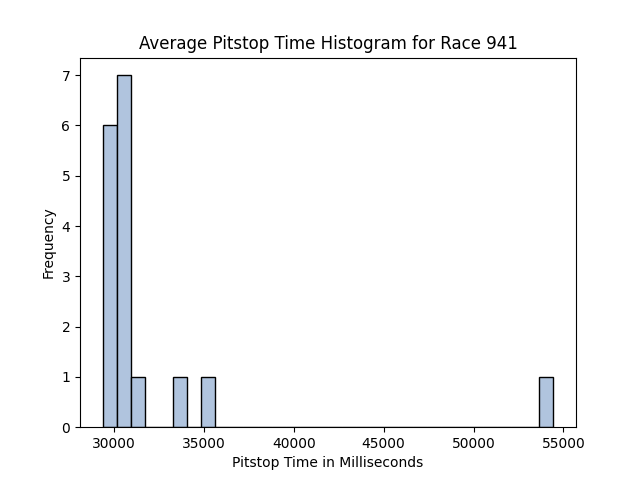 Average Pitstop Time Histogram for Race 941
7
6
5
4
3
2
1
0
Frequency
30000 35000 40000 45000 50000 55000
Pitstop Time in Milliseconds